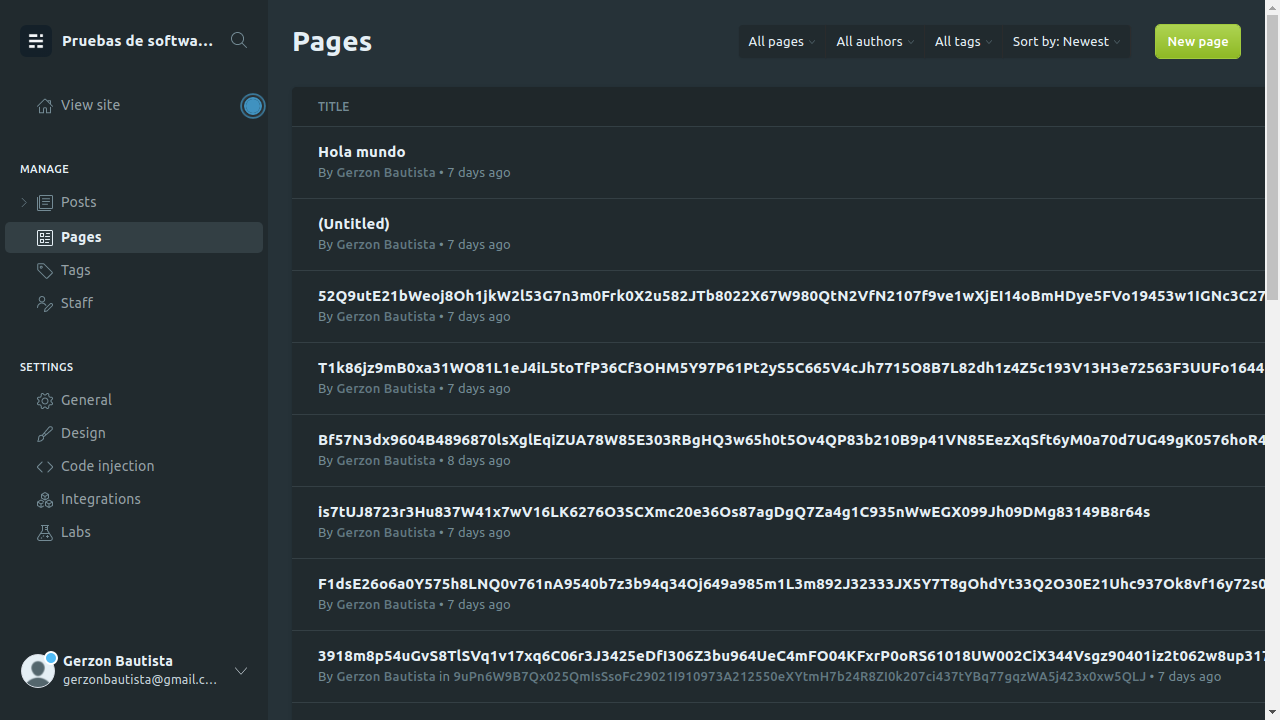 Pruebas de softwa...
View site
MANAGE
Posts
Pages
Tags
Staff
SETTINGS
General
Design
Code injection
Integrations
Labs
Gerzon Bautista
gerzonbautista@gmail.c...
Pages
All pages
All authors
All tags
Sort by: Newest
New page
TITLE
Hola mundo
By Gerzon Bautista • 7 days ago
(Untitled)
By Gerzon Bautista • 7 days ago
52Q9utE21bWeoj8Oh1jkW2l53G7n3m0Frk0X2u582JTb8022X67W980QtN2VfN2107f9ve1wXjEI14oBmHDye5FVo19453w1IGNc3C27
By Gerzon Bautista • 7 days ago
T1k86jz9mB0xa31WO81L1eJ4iL5toTfP36Cf3OHM5Y97P61Pt2yS5C665V4cJh7715O8B7L82dh1z4Z5c193V13H3e72563F3UUFo1644
By Gerzon Bautista • 7 days ago
Bf57N3dx9604B4896870lsXglEqiZUA78W85E303RBgHQ3w65h0t5Ov4QP83b210B9p41VN85EezXqSft6yM0a70d7UG49gK0576hoR4
By Gerzon Bautista • 8 days ago
is7tUJ8723r3Hu837W41x7wV16LK6276O3SCXmc20e36Os87agDgQ7Za4g1C935nWwEGX099Jh09DMg83149B8r64s
By Gerzon Bautista • 7 days ago
F1dsE26o6a0Y575h8LNQ0v761nA9540b7z3b94q34Oj649a985m1L3m892J32333JX5Y7T8gOhdYt33Q2O30E21Uhc937Ok8vf16y72s0
By Gerzon Bautista • 7 days ago
3918m8p54uGvS8TlSVq1v17xq6C06r3J3425eDfI306Z3bu964UeC4mFO04KFxrP0oRS61018UW002CiX344Vsgz90401iz2t062w8up317
By Gerzon Bautista in 9uPn6W9B7Qx025QmIsSsoFc29021I910973A212550eXYtmH7b24R8ZI0k207ci437tYBq77gqzWA5j423x0xw5QLJ • 7 days ago